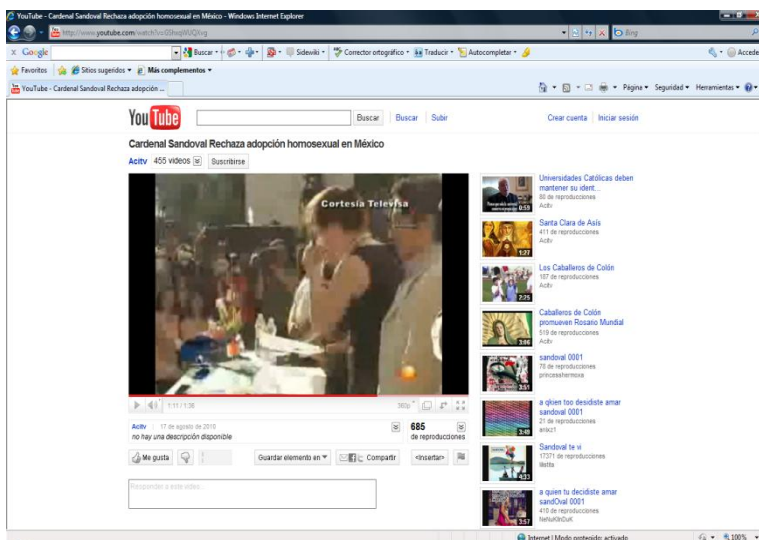 YouTube - Cardenal Sandoval Rechaza adopción homosexual en México - Windows Internet Explorer
Bing
x Google
Buscar
Sidewiki
Corrector ortográfico
Traducir
Autocompletar
Accede
Favoritos
Sitios sugeridos
Más complementos
YouTube - Cardenal Sandoval Rechaza adopción ...
Página
Seguridad
Herramientas
YouTube
Buscar
Buscar
Subir
Crear cuenta
Iniciar sesión
Cardenal Sandoval Rechaza adopción homosexual en México
Acitv 455 videos
Suscribirse
Cortesía Televisa
1:11 / 1:36
360p
Acitv
17 de agosto de 2010
no hay una descripción disponible
685
de reproducciones
Me gusta
Guardar elemento en
Compartir
<Insertar>
Responder a este video...
Universidades Católicas deben
mantener su ident...
80 de reproducciones
Acitv
0:59
Santa Clara de Asís
411 de reproducciones
Acitv
1:27
Los Caballeros de Colón
187 de reproducciones
Acitv
2:25
Caballeros de Colón
promueven Rosario Mundial
519 de reproducciones
Acitv
3:06
sandoval 0001
78 de reproducciones
princesshermoxa
3:51
a qkien too desidiste amar
sandoval 0001
21 de reproducciones
3:49
Sandoval te vi
17371 de reproducciones
4:33
a quien tu decidiste amar
sandOval 0001
410 de reproducciones
NeNuKInDuK
3:57
Internet | Modo protegido: activado
100%